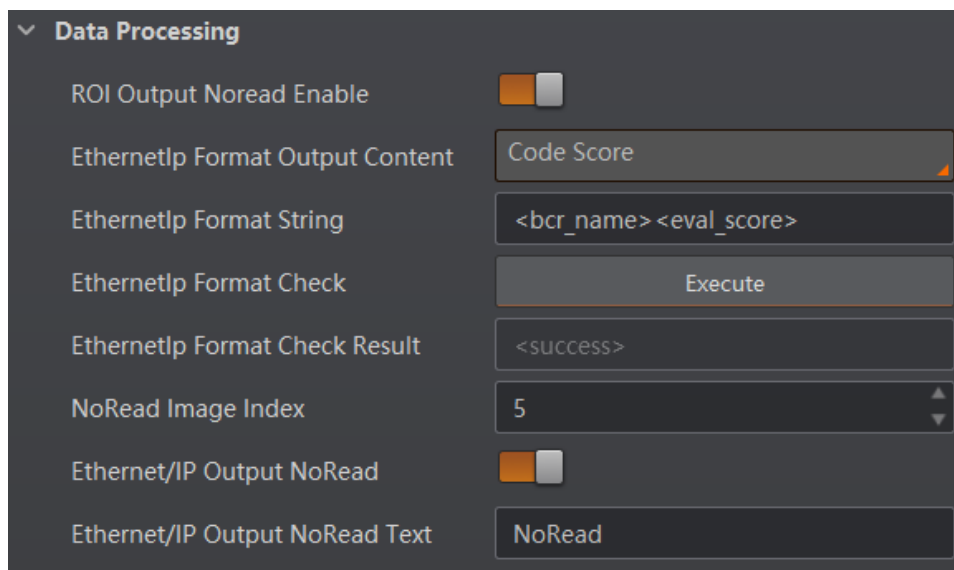 Data Processing
ROI Output Noread Enable
EthernetIp Format Output Content Code Score
EthernetIp Format String <bcr_name><eval_score>
EthernetIp Format Check Execute
EthernetIp Format Check Result <success>
NoRead Image Index 5
Ethernet/IP Output NoRead
Ethernet/IP Output NoRead Text NoRead